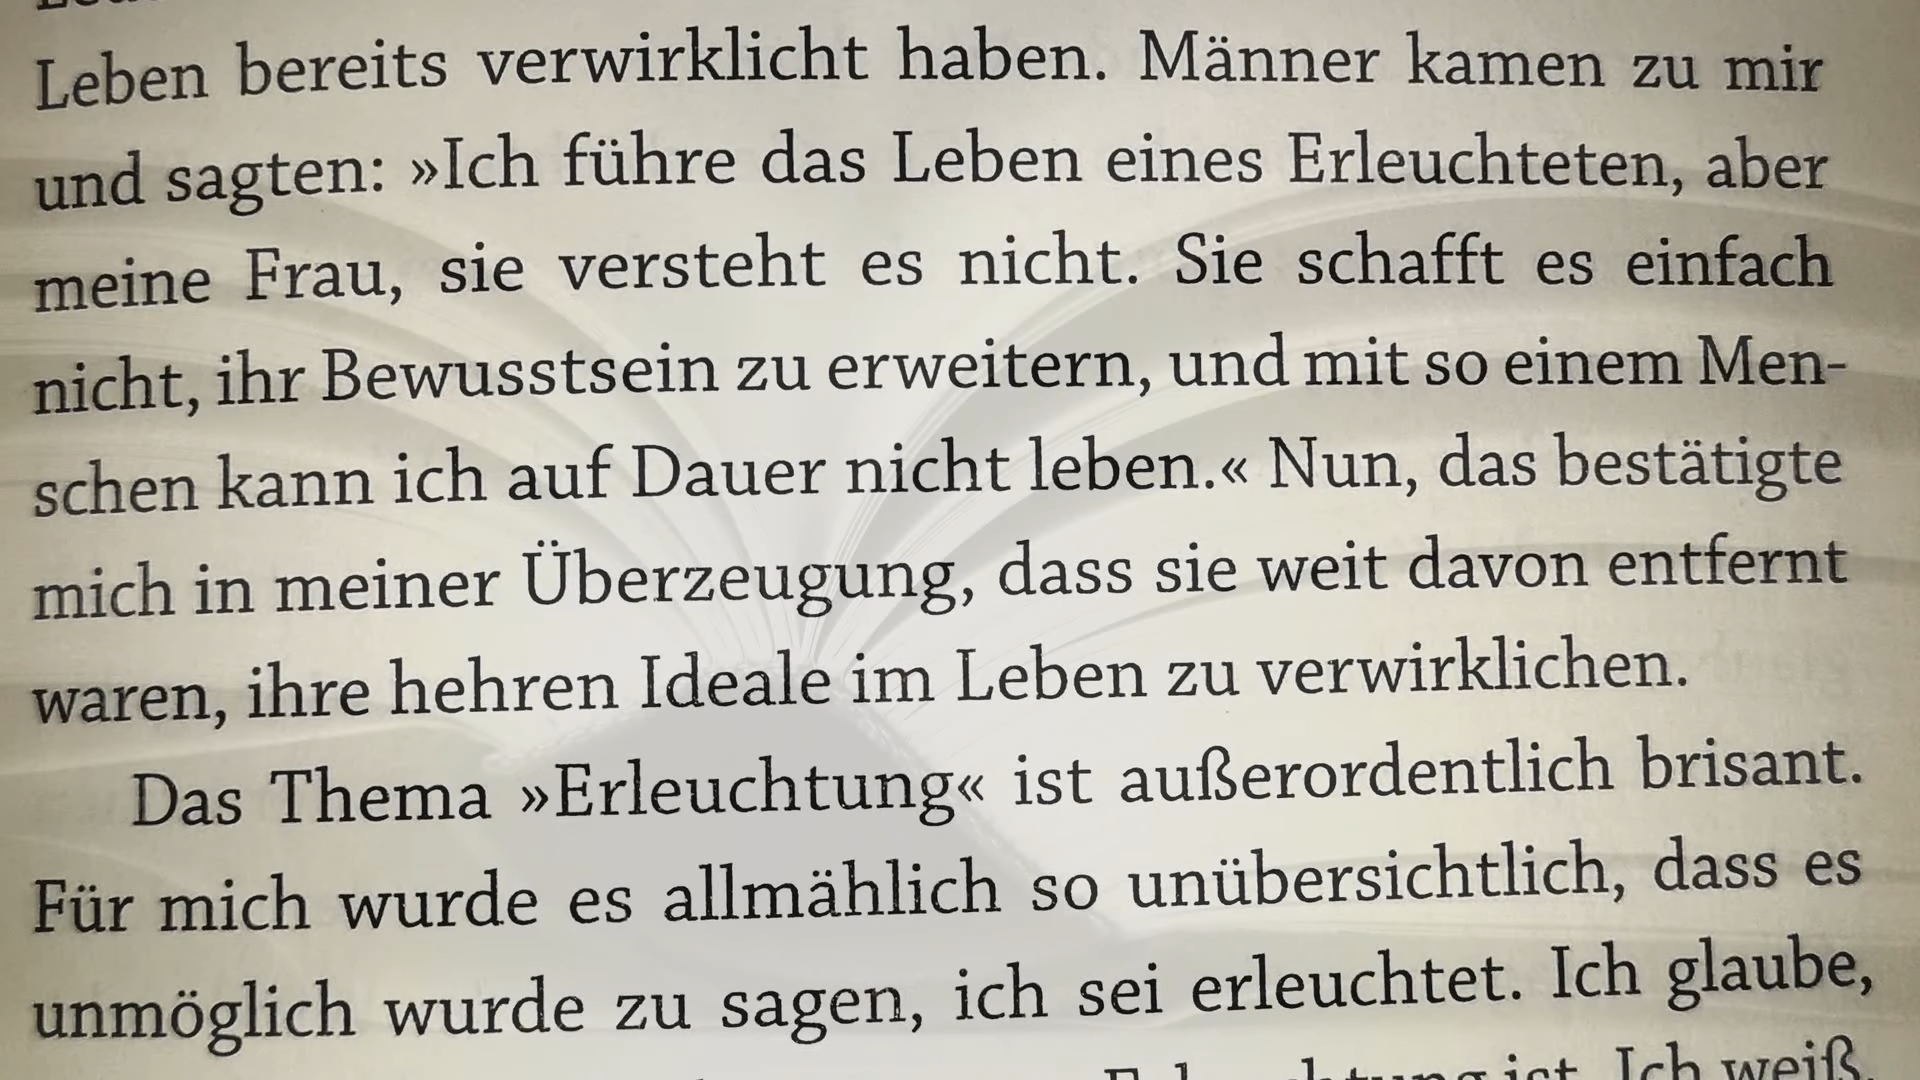 Leben bereits verwirklicht haben. Männer kamen zu mir
und sagten: »Ich führe das Leben eines Erleuchteten, aber
meine Frau, sie versteht es nicht. Sie schafft es einfach
nicht, ihr Bewusstsein zu erweitern, und mit so einem Men-
schen kann ich auf Dauer nicht leben.« Nun, das bestätigte
mich in meiner Überzeugung, dass sie weit davon entfernt
waren, ihre hehren Ideale im Leben zu verwirklichen.
Das Thema »Erleuchtung« ist außerordentlich brisant.
Für mich wurde es allmählich so unübersichtlich, dass es
unmöglich wurde zu sagen, ich sei erleuchtet. Ich glaube,
ist. Ich weiß,